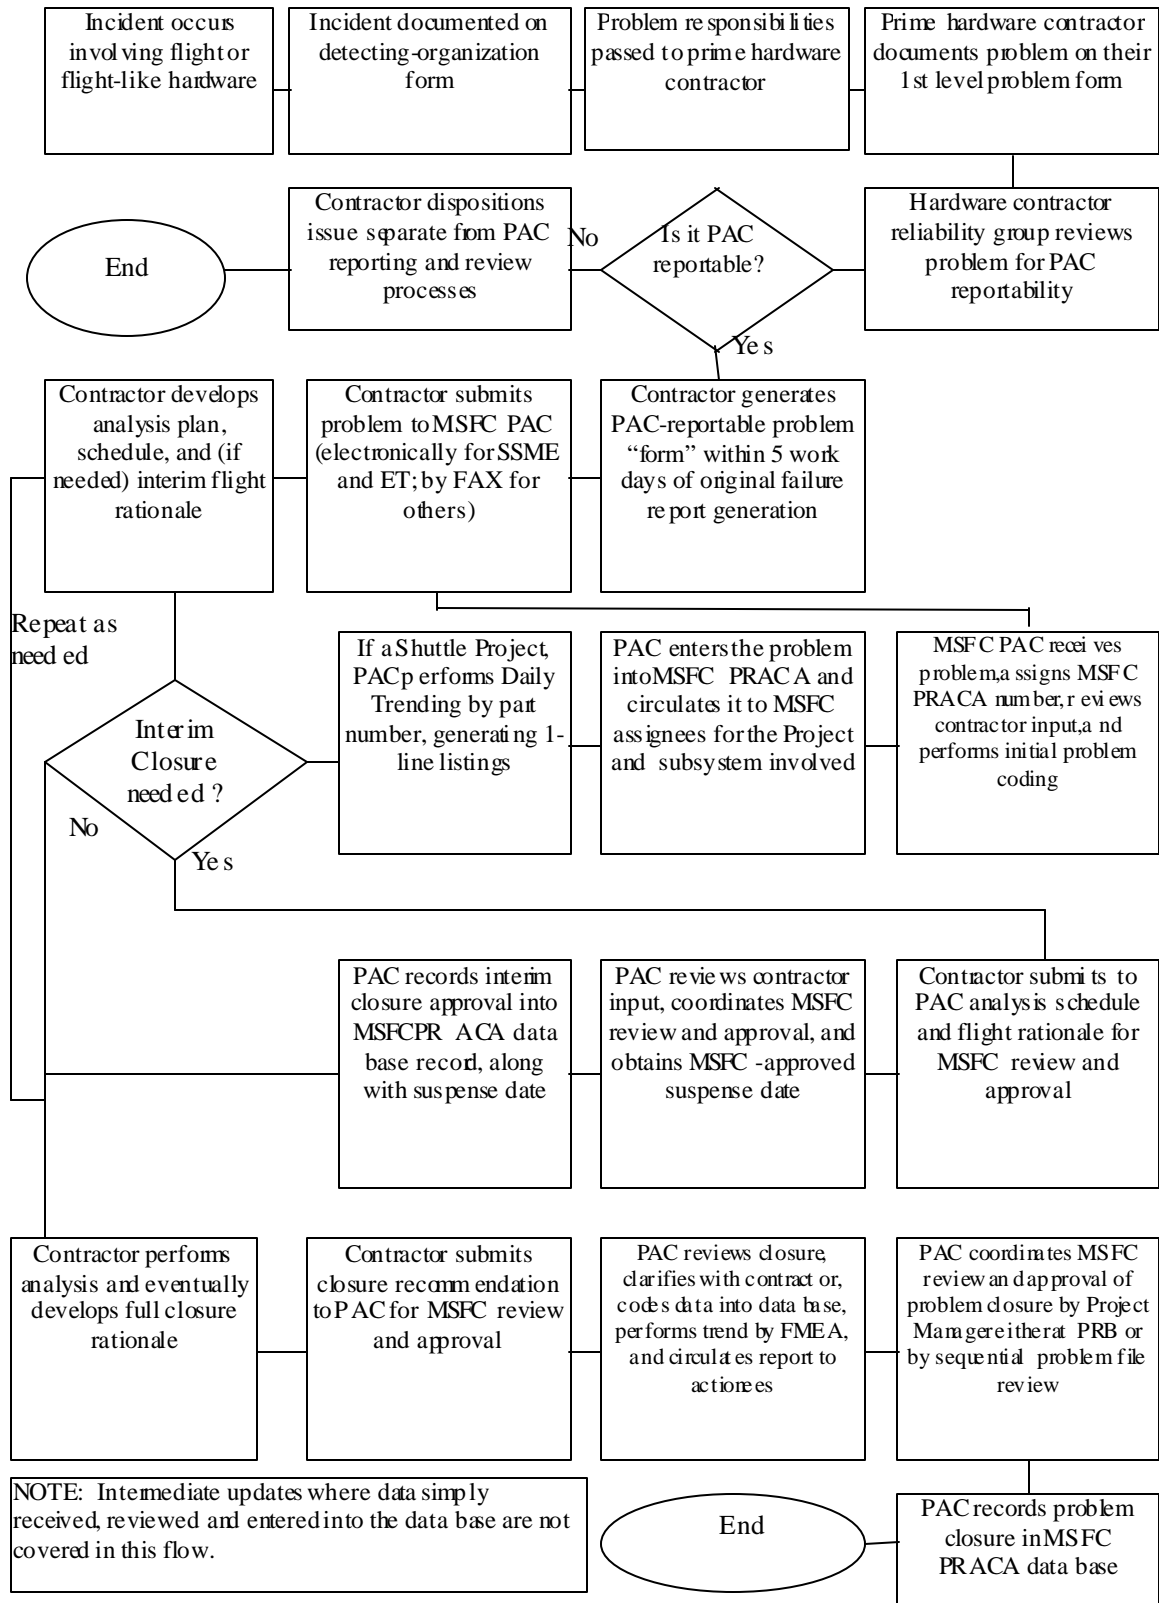 Incident occurs
involving flight or
flight-like hardware
Incident documented on
detecting-organization
form
Problem responsibilities
passed to prime hardware
contractor
Prime hardware contractor
documents problem on their
1st level problem form
Hardware contractor
reliability group reviews
problem for PAC
reportability
Is it PAC
reportable?
No
Contractor dispositions
issue separate from PAC
reporting and review
processes
End
Yes
Contractor generates
PAC-reportable problem
“form” within 5 work
days of original failure
report generation
Contractor submits
problem to MSFC PAC
(electronically for SSME
and ET; by FAX for
others)
Contractor develops
analysis plan,
schedule, and (if
needed) interim flight
rationale
Repeat as
needed
MSFC PAC receives
problem, assigns MSFC
PRACA number, reviews
contractor input, and
performs initial problem
coding
PAC enters the problem
into MSFC PRACA and
circulates it to MSFC
assignees for the Project
and subsystem involved
If a Shuttle Project,
PAC performs Daily
Trending by part
number, generating 1-
line listings
Interim
Closure
needed ?
No
Yes
Contractor submits to
PAC analysis schedule
and flight rationale for
MSFC review and
approval
PAC reviews contractor
input, coordinates MSFC
review and approval, and
obtains MSFC -approved
suspense date
PAC records interim
closure approval into
MSFC PRACA data
base record, along
with suspense date
Contractor performs
analysis and eventually
develops full closure
rationale
Contractor submits
closure recommendation
to PAC for MSFC review
and approval
PAC reviews closure,
clarifies with contractor,
codes data into data base,
performs trend by FMEA,
and circulates report to
actionees
PAC coordinates MSFC
review and approval of
problem closure by Project
Manager either at PRB or
by sequential problem file
review
PAC records problem
closure in MSFC
PRACA data base
End
NOTE: Intermediate updates where data simply
received, reviewed and entered into the data base are not
covered in this flow.